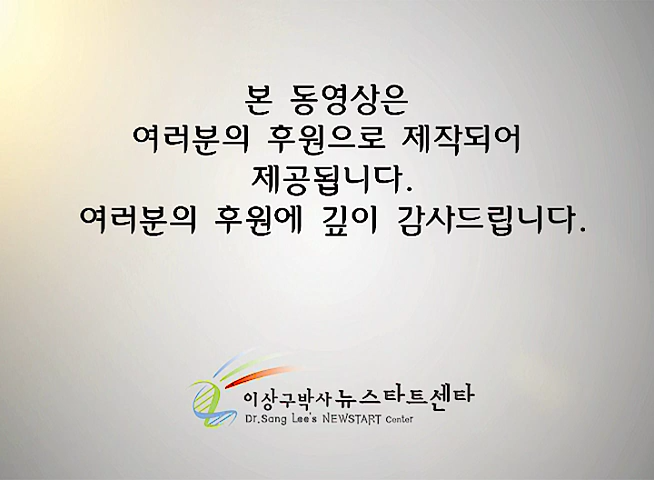 본 동영상은
여러분의 후원으로 제작되어
제공됩니다.
여러분의 후원에 깊이 감사드립니다.
이상구박사 뉴스타트센타
Dr.Sang Lee's NEWSTART Center